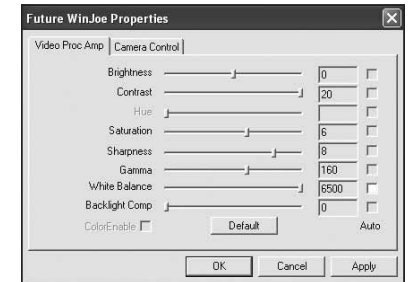 Future WinJoe Properties
Video Proc Amp Camera Control
Brightness 0
Contrast 20
Hue
Saturation 6
Sharpness 8
Gamma 160
White Balance 6500
Backlight Comp 0
ColorEnable Default Auto
OK Cancel Apply